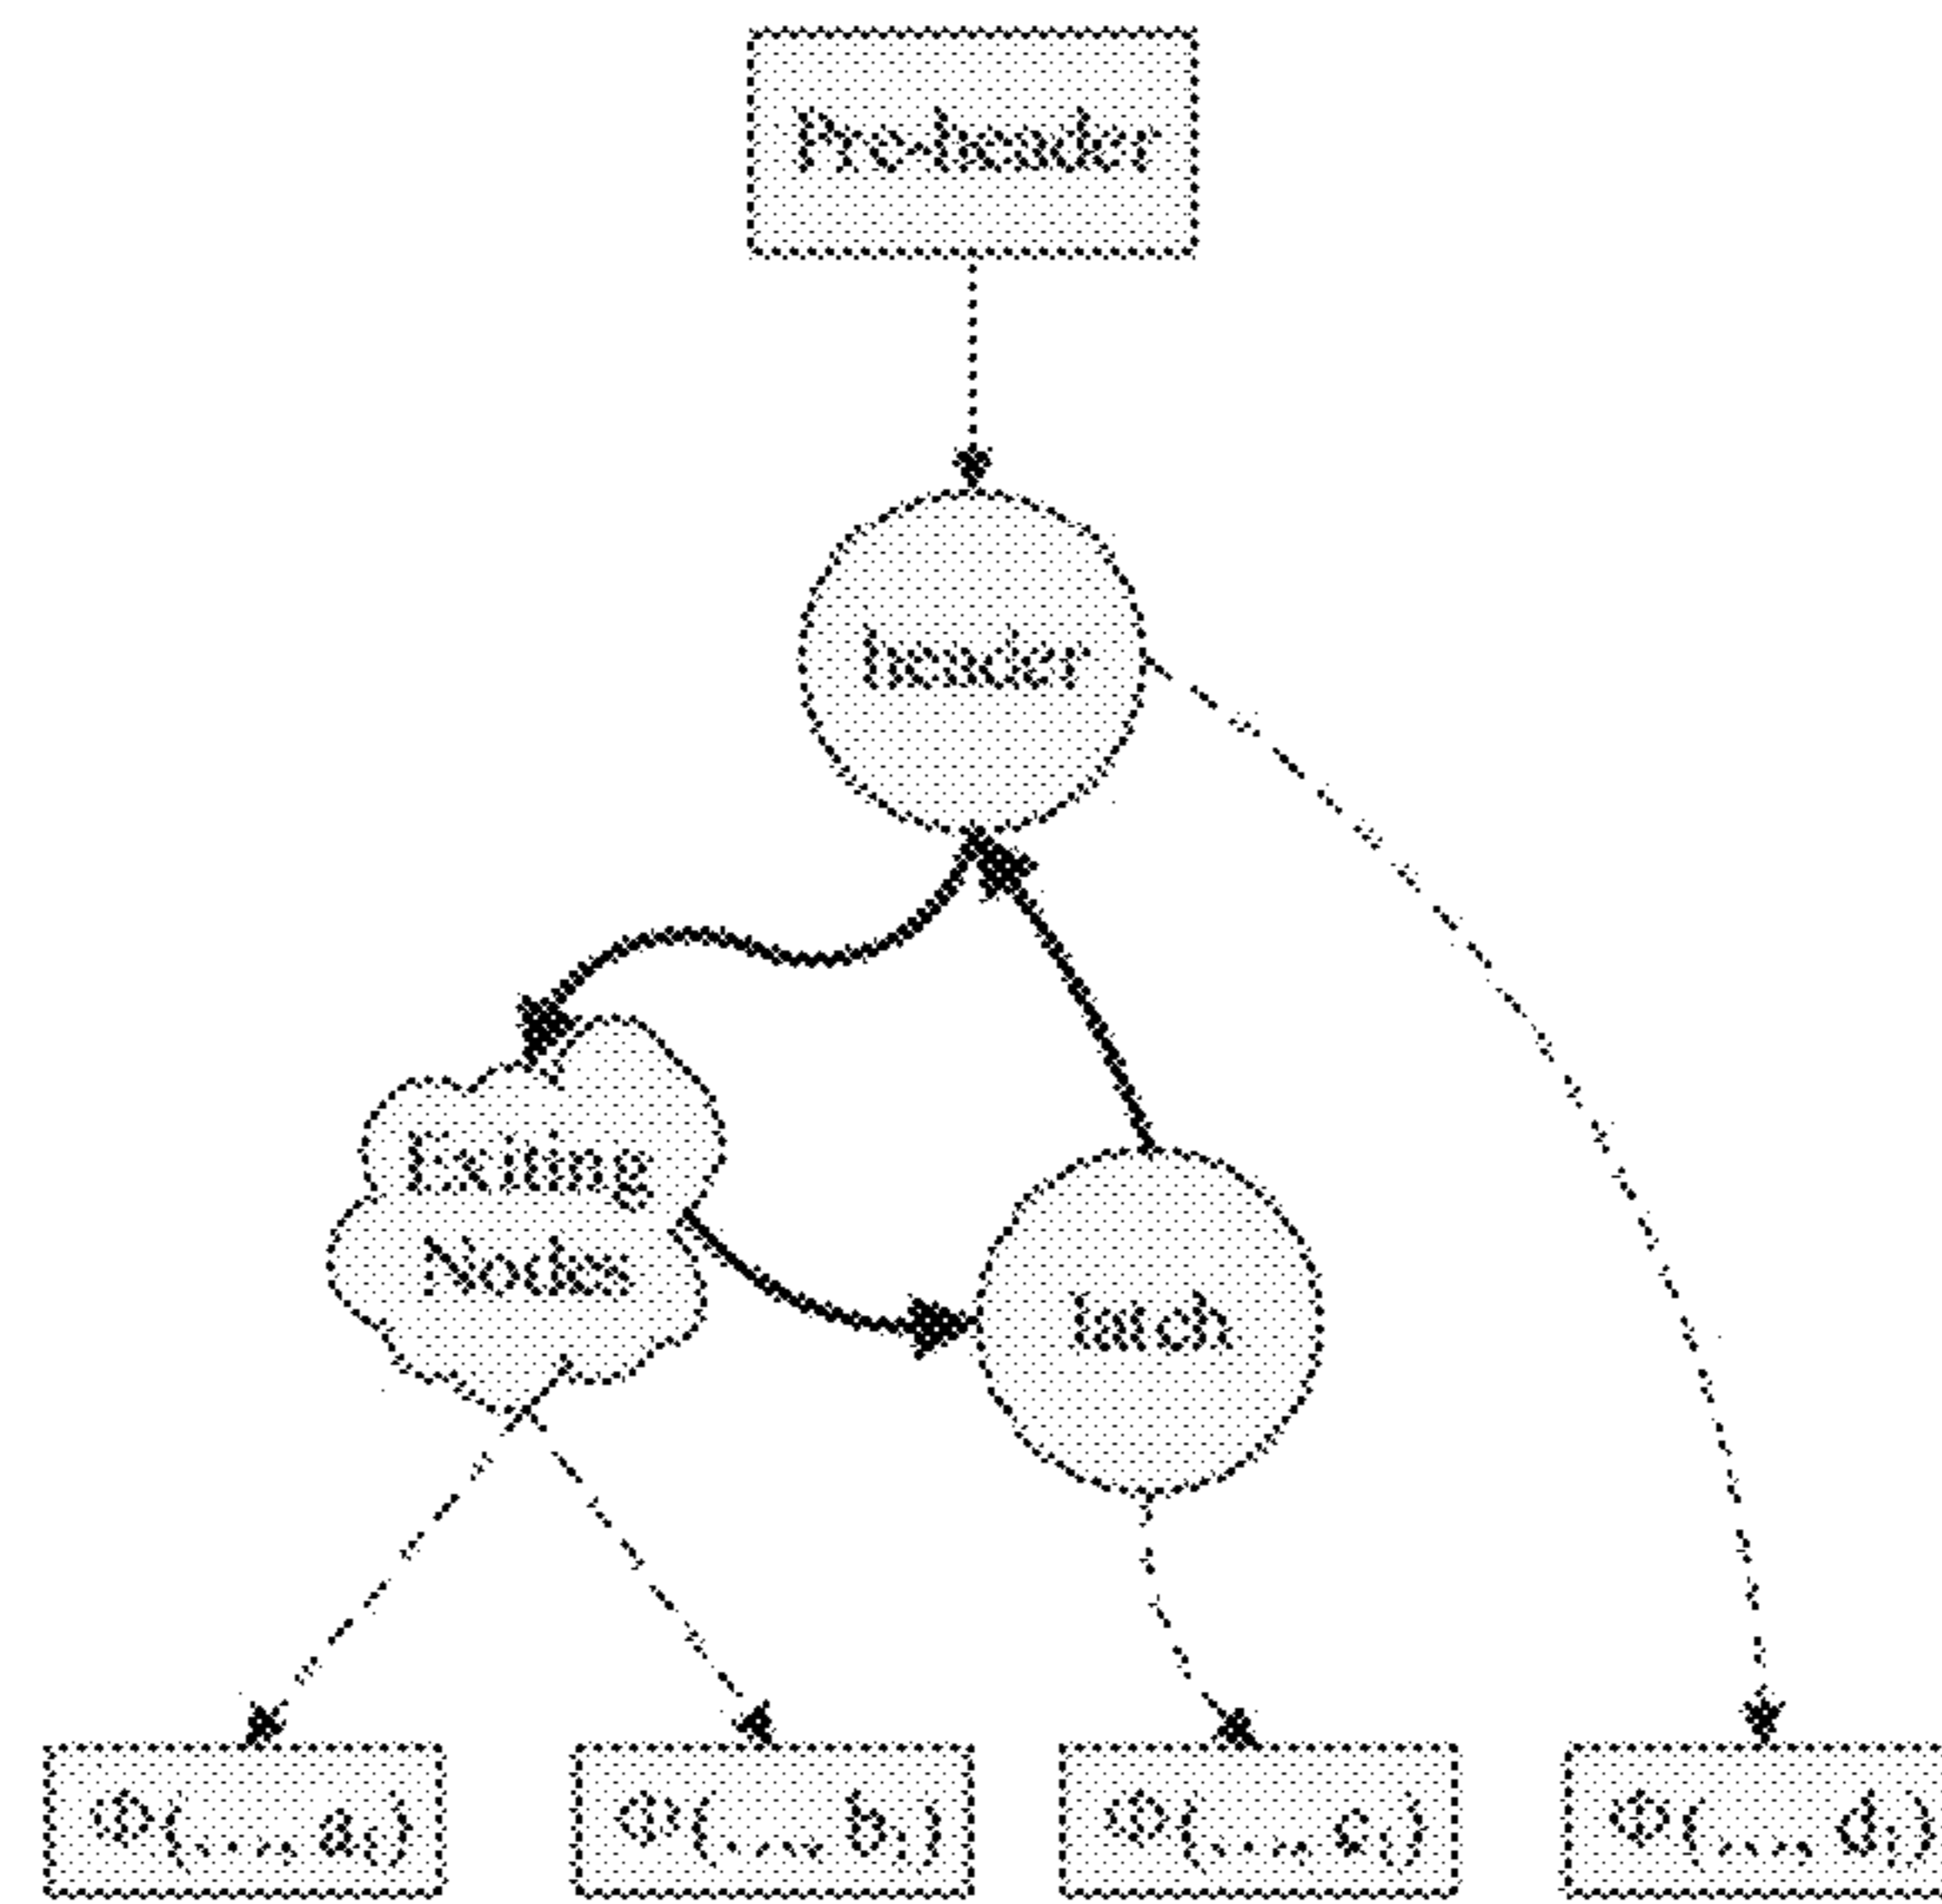 Pre-header
header
Exiting
Nodes
latch
Φ(..., a,)
Φ(..., b,)
Φ(..., c,)
Φ(..., d,)